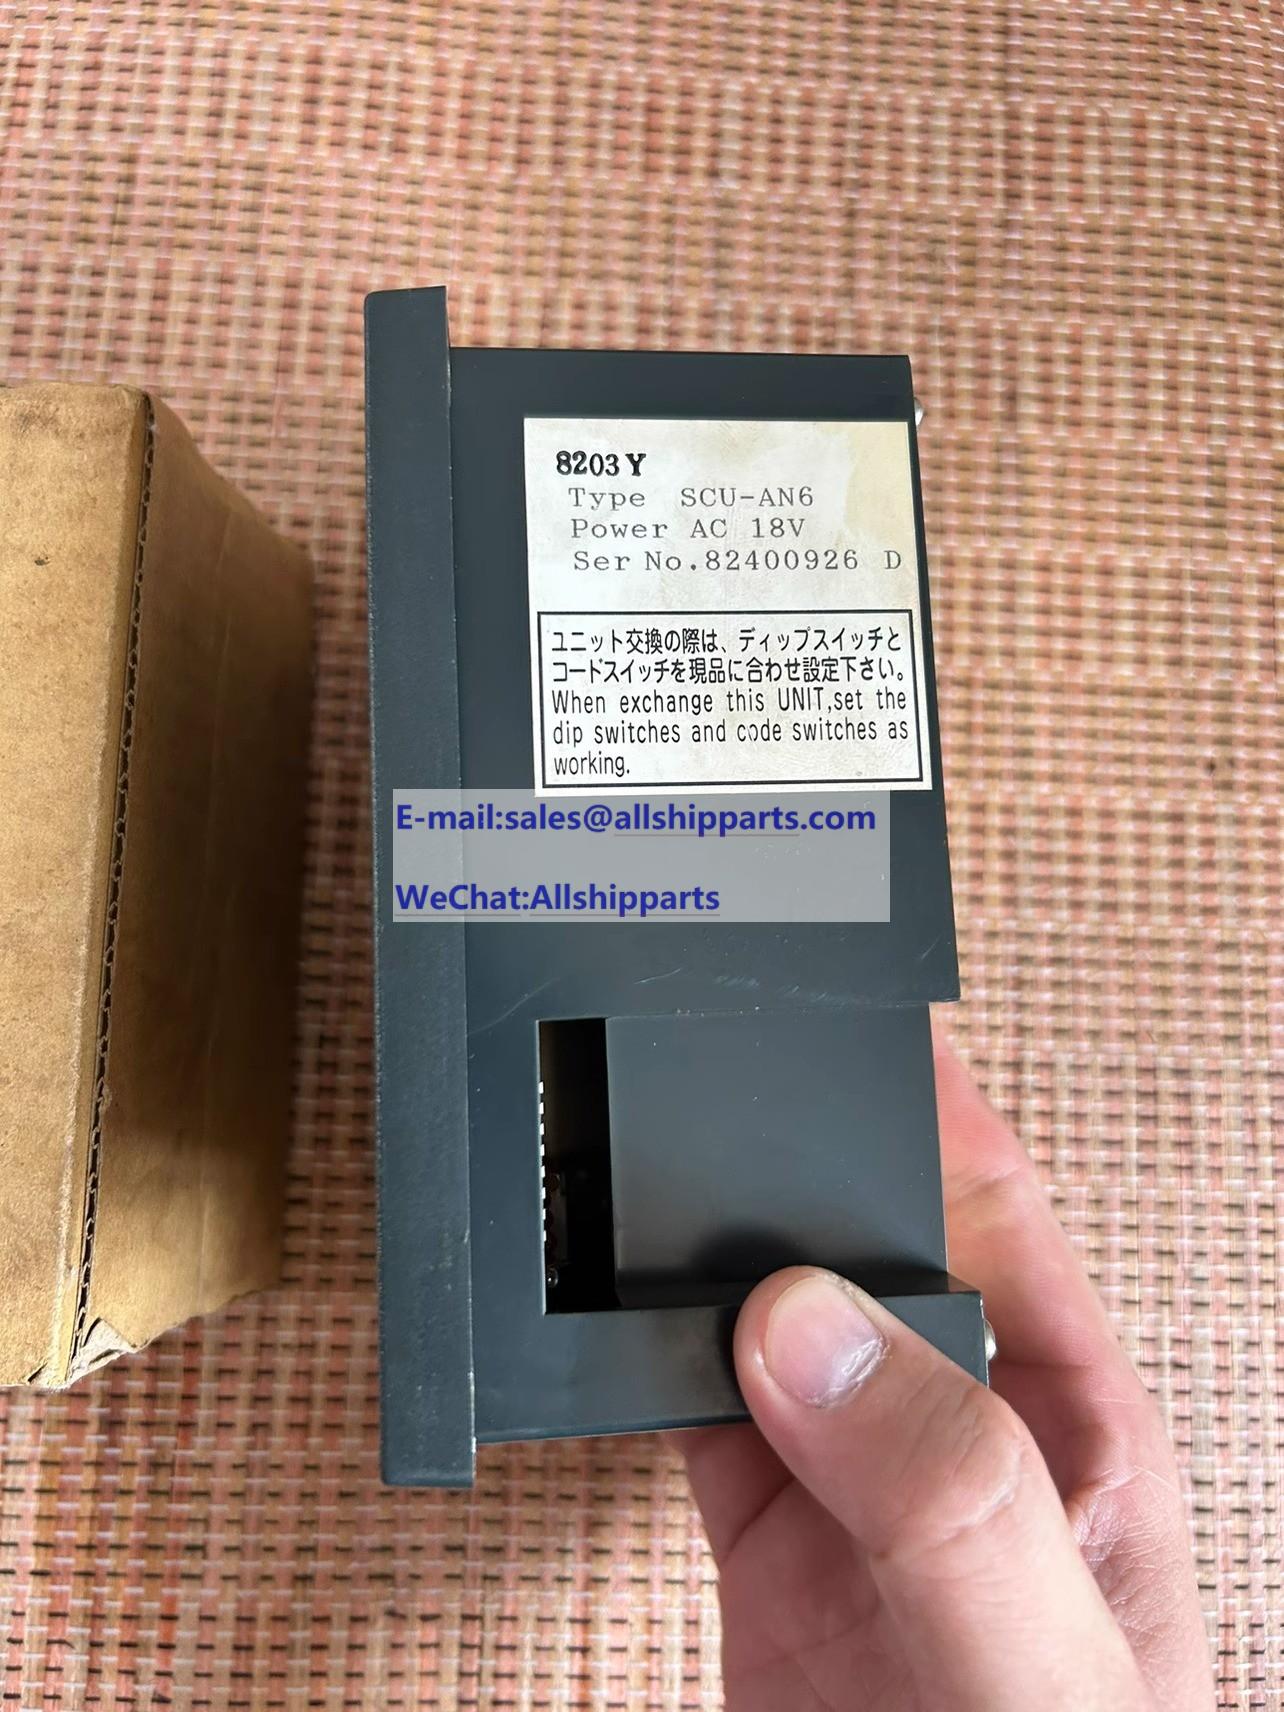 8203 Y
Type SCU-AN6
Power AC 18V
Ser No.82400926 D
ユニット交換の際は、ディップスイッチと
コードスイッチを現品に合わせ設定下さい。
When exchange this UNIT,set the
dip switches and code switches as
working.
E-mail:sales@allshipparts.com
WeChat:Allshipparts